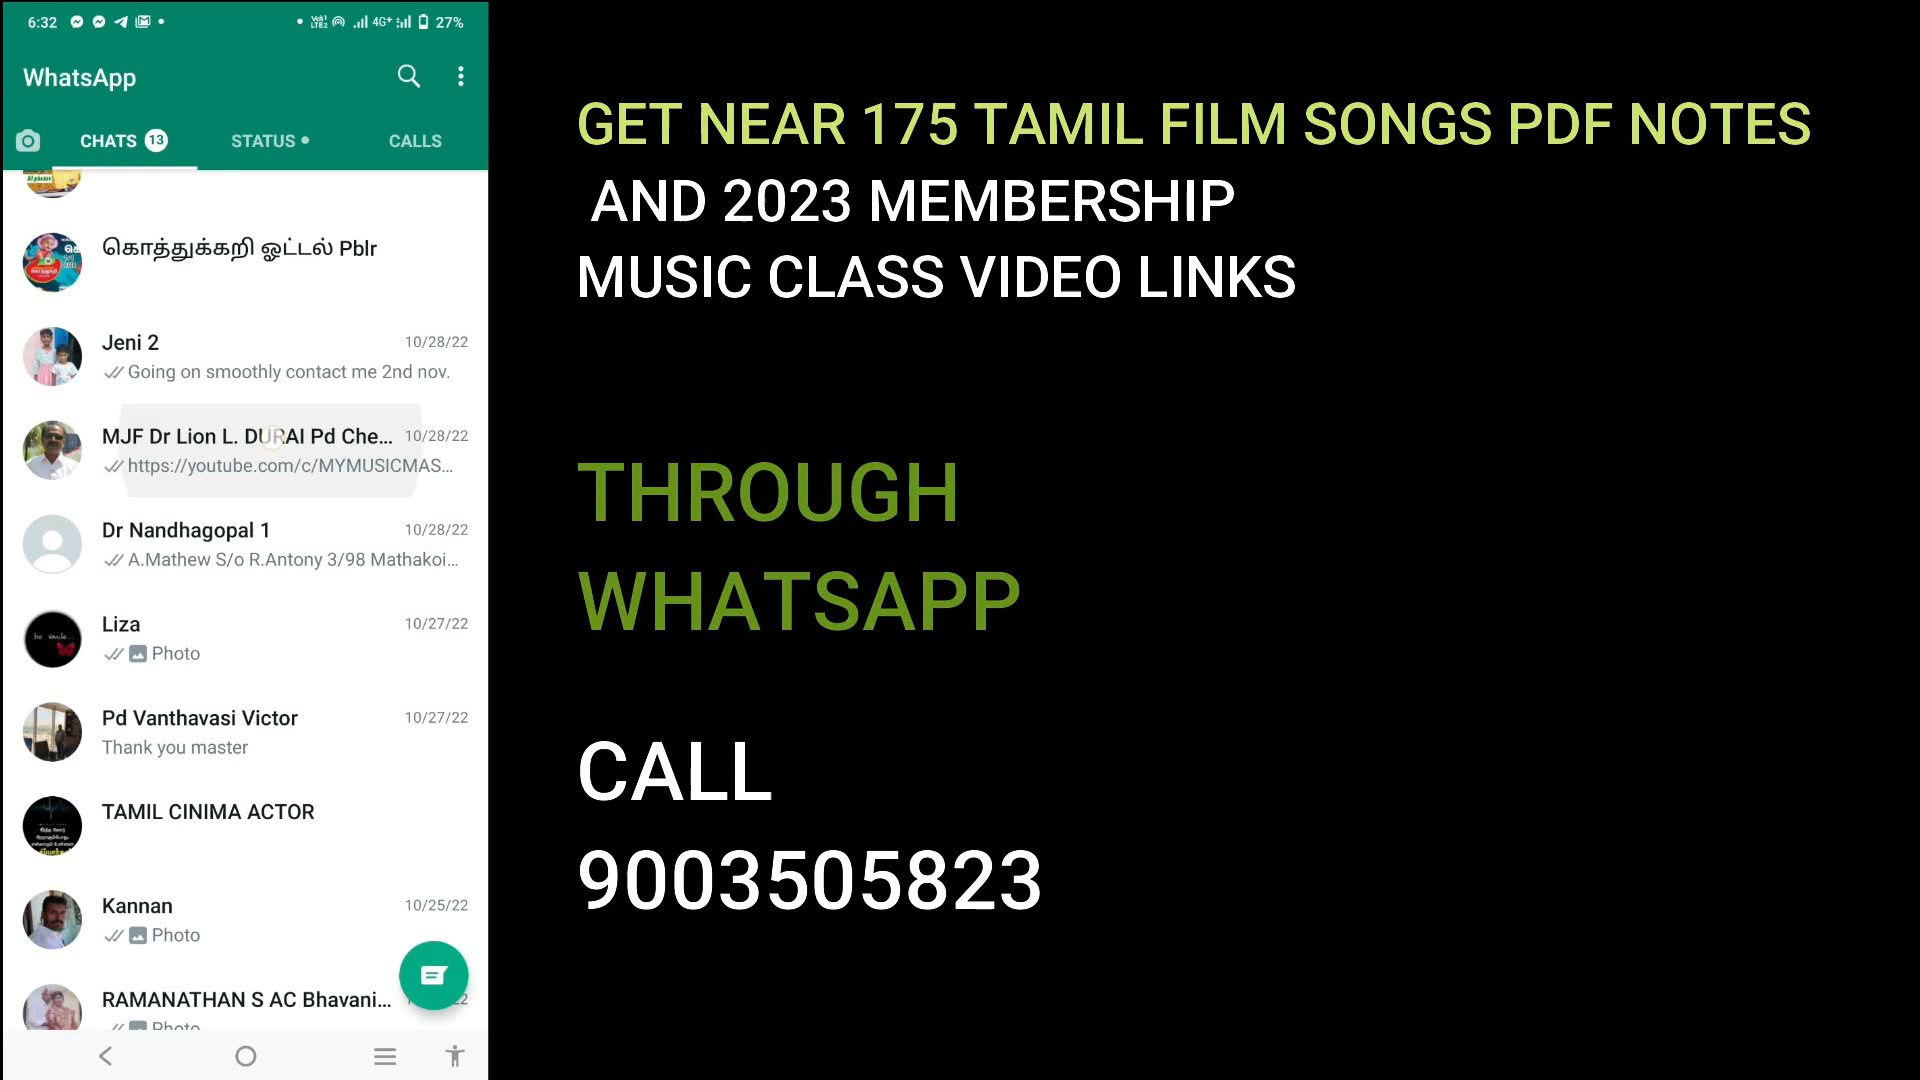 6:32
4G+ 27%
WhatsApp
CHATS 13 STATUS CALLS
கொத்துக்கறி ஓட்டல் Pblr
Jeni 2 10/28/22
Going on smoothly contact me 2nd nov.
MJF Dr Lion L. DURAI Pd Che... 10/28/22
https://youtube.com/c/MYMUSICMAS...
Dr Nandhagopal 1 10/28/22
A.Mathew S/o R.Antony 3/98 Mathakoi...
Liza 10/27/22
Photo
Pd Vanthavasi Victor 10/27/22
Thank you master
TAMIL CINIMA ACTOR
Kannan 10/25/22
Photo
RAMANATHAN S AC Bhavani...
Photo
GET NEAR 175 TAMIL FILM SONGS PDF NOTES
AND 2023 MEMBERSHIP
MUSIC CLASS VIDEO LINKS
THROUGH
WHATSAPP
CALL
9003505823